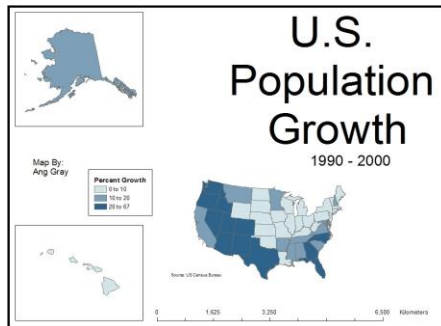 U.S.
Population
Growth
1990 - 2000
Map By:
Ang Gray
Percent Growth
0 to 10
10 to 20
20 to 67
Source: US Census Bureau
0 1,625 3,250 6,500 Kilometers